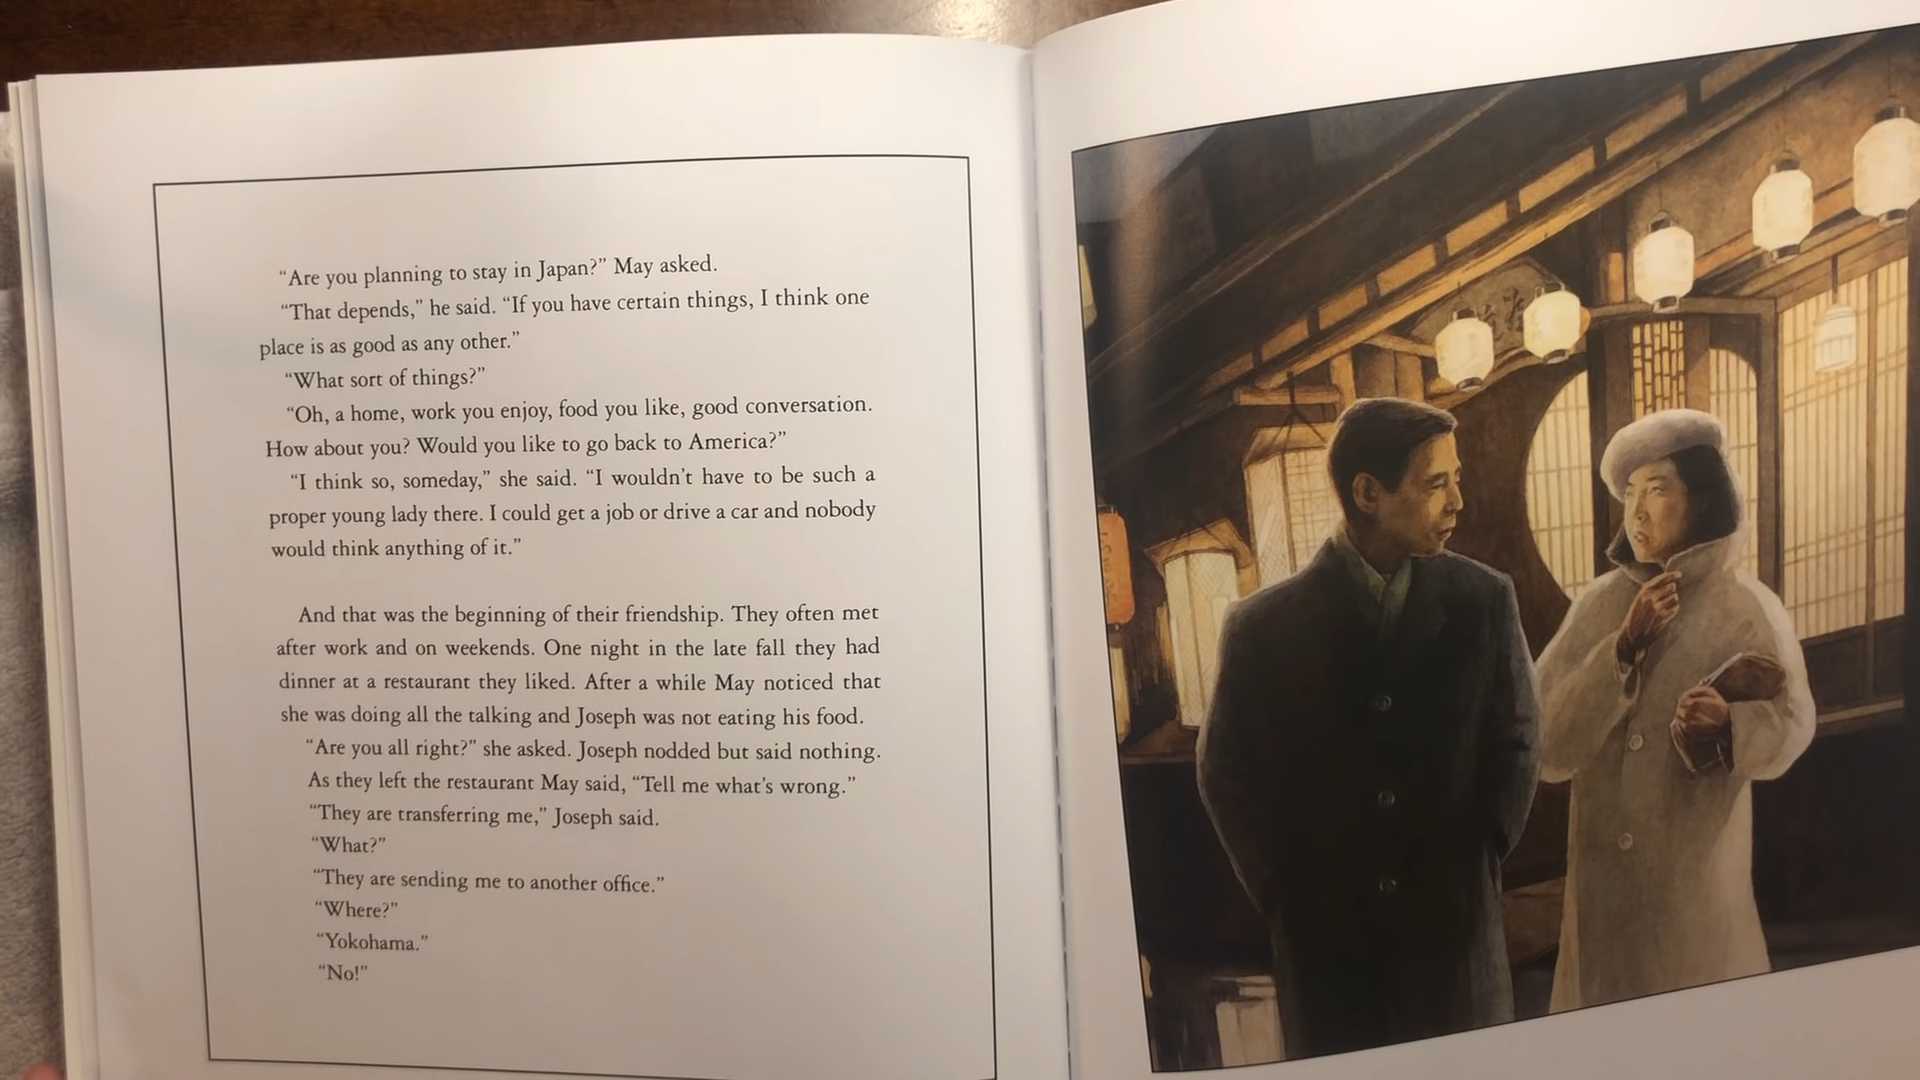 “Are you planning to stay in Japan?” May asked.
“That depends,” he said. “If you have certain things, I think one
place is as good as any other.”
“What sort of things?”
“Oh, a home, work you enjoy, food you like, good conversation.
How about you? Would you like to go back to America?”
“I think so, someday,” she said. “I wouldn’t have to be such a
proper young lady there. I could get a job or drive a car and nobody
would think anything of it.”
And that was the beginning of their friendship. They often met
after work and on weekends. One night in the late fall they had
dinner at a restaurant they liked. After a while May noticed that
she was doing all the talking and Joseph was not eating his food.
“Are you all right?” she asked. Joseph nodded but said nothing.
As they left the restaurant May said, “Tell me what’s wrong.”
“They are transferring me,” Joseph said.
“What?”
“They are sending me to another office.”
“Where?”
“Yokohama.”
“No!”